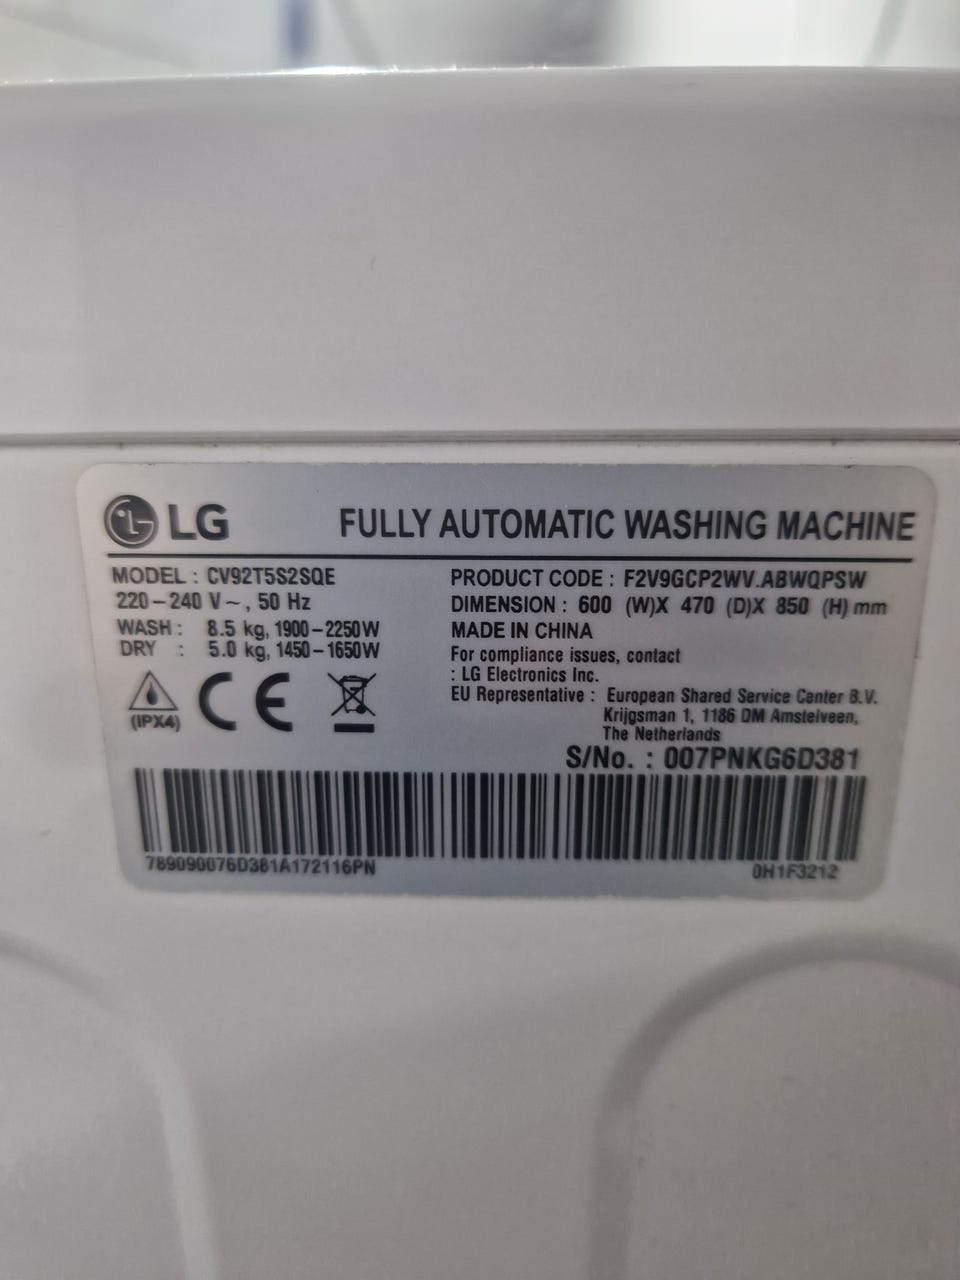 LG FULLY AUTOMATIC WASHING MACHINE
MODEL : CV92T5S2SQE
220-240 V~, 50 Hz
WASH : 8.5 kg, 1900-2250W
DRY : 5.0 kg, 1450-1650W
(IPX4)
CE
PRODUCT CODE : F2V9GCP2WV.ABWQPSW
DIMENSION : 600 (W)X 470 (D)X 850 (H) mm
MADE IN CHINA
For compliance issues, contact
: LG Electronics Inc.
EU Representative : European Shared Service Center B.V.
Krijgsman 1, 1186 DM Amstelveen,
The Netherlands
S/No. : 007PNKG6D381
789090076D381A172116PN
0H1F3212